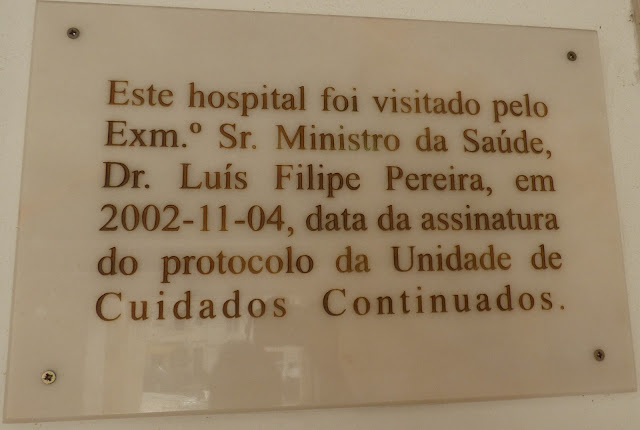 Este hospital foi visitado pelo
Exm.º Sr. Ministro da Saúde,
Dr. Luís Filipe Pereira, em
2002-11-04, data da assinatura
do protocolo da Unidade de
Cuidados Continuados.